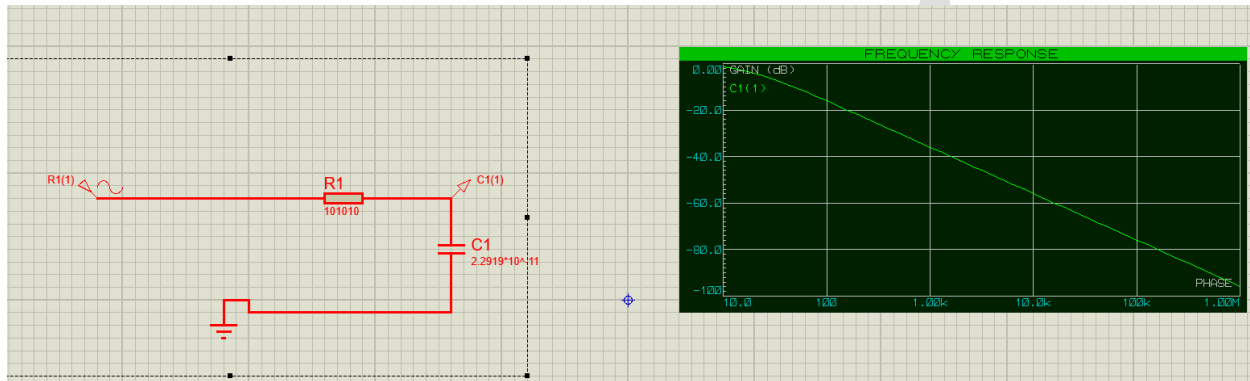 FREQUENCY RESPONSE
GAIN (dB)
C1(1)
0.00
-20.0
-40.0
-60.0
-80.0
-100
PHASE
10.0
100
1.00k
10.0k
100k
1.00M
R1(1)
R1
101010
C1(1)
C1
2.2919*10^-11